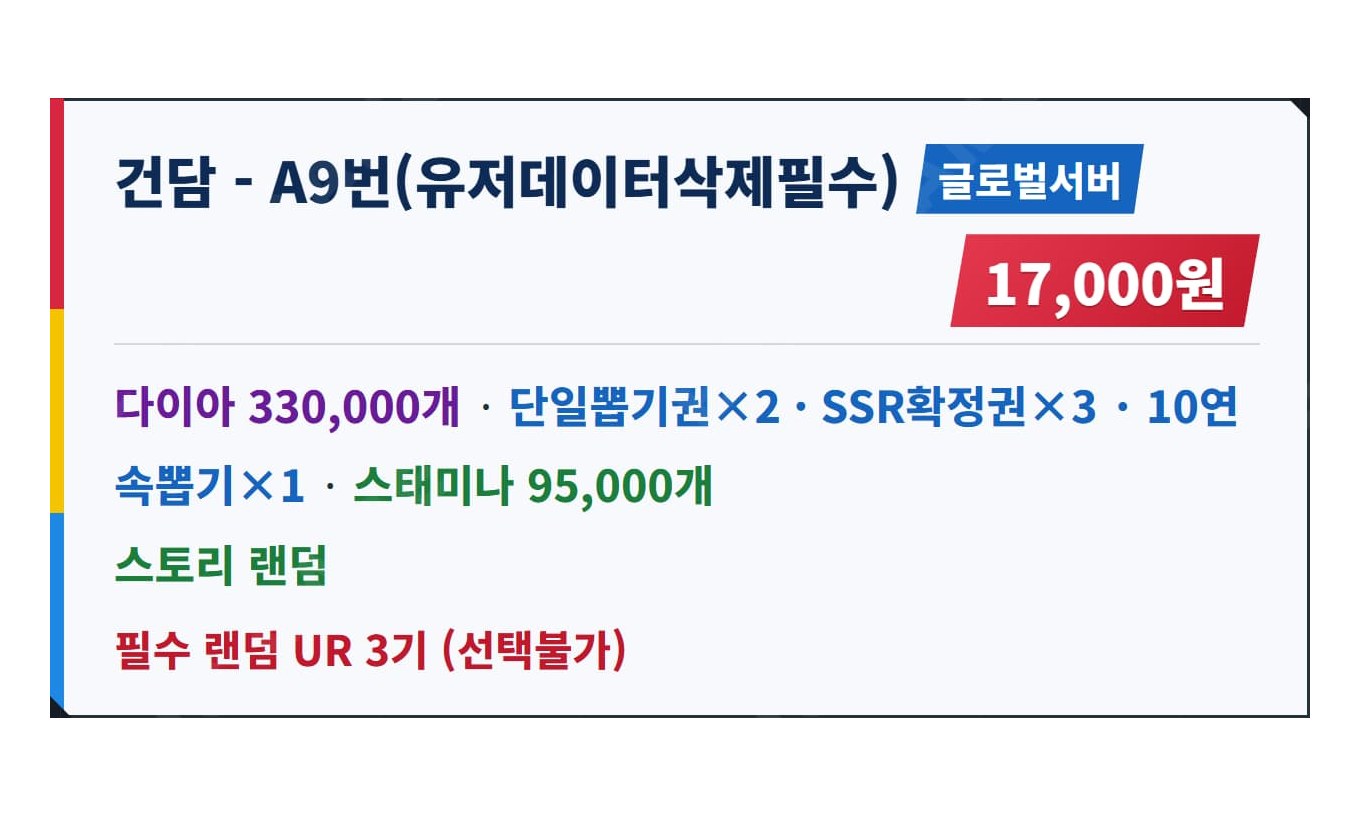 건담 - A9번(유저데이터삭제필수) 글로벌서버
17,000원
다이아 330,000개 · 단일뽑기권×2 · SSR확정권×3 · 10연
속뽑기×1 · 스태미나 95,000개
스토리 랜덤
필수 랜덤 UR 3기 (선택불가)